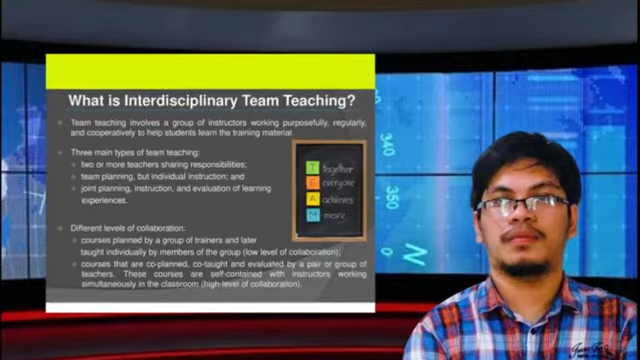 What is Interdisciplinary Team Teaching?
Team teaching involves a group of instructors working purposefully, regularly,
and cooperatively to help students learn the training material.
Three main types of team teaching:
two or more teachers sharing responsibilities;
team planning, but individual instruction; and
joint planning, instruction, and evaluation of learning
experiences.
T ogether
E everyone
A achieves
M more
Different levels of collaboration:
courses planned by a group of trainers and later
taught individually by members of the group (low level of collaboration);
courses that are co-planned, co-taught and evaluated by a pair or group of
teachers. These courses are self-contained with instructors working
simultaneously in the classroom (high level of collaboration).
340
350
N